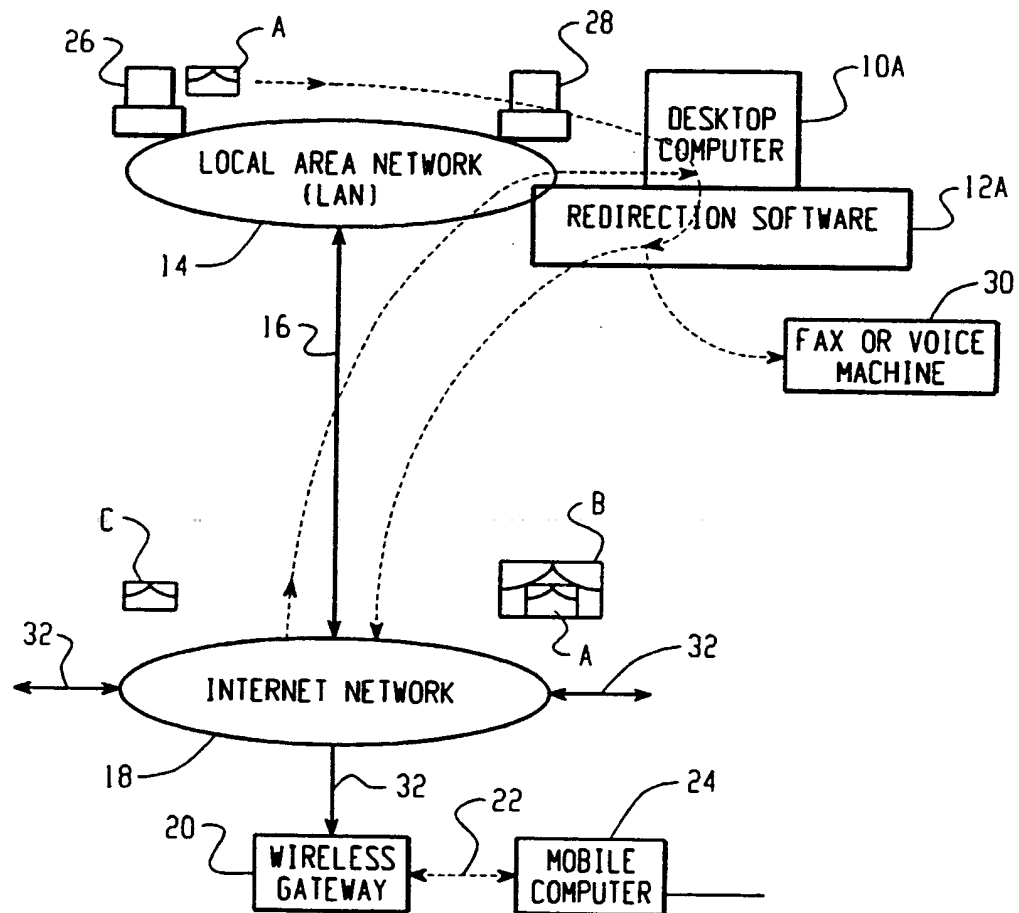 26
A
28
10A
DESKTOP
COMPUTER
LOCAL AREA NETWORK
(LAN)
12A
REDIRECTION SOFTWARE
14
30
16
FAX OR VOICE
MACHINE
C
B
A
32
32
INTERNET NETWORK
18
32
24
22
20
WIRELESS
GATEWAY
MOBILE
COMPUTER